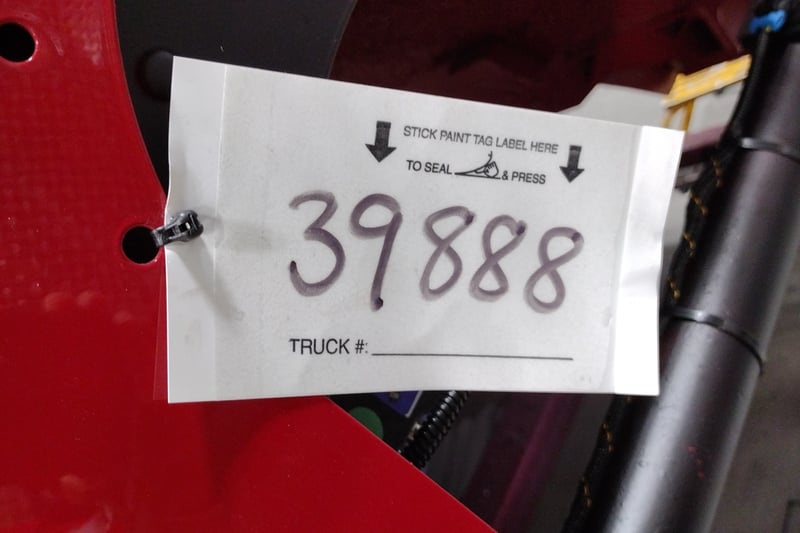 STICK PAINT TAG LABEL HERE
TO SEAL & PRESS
39888
TRUCK #: